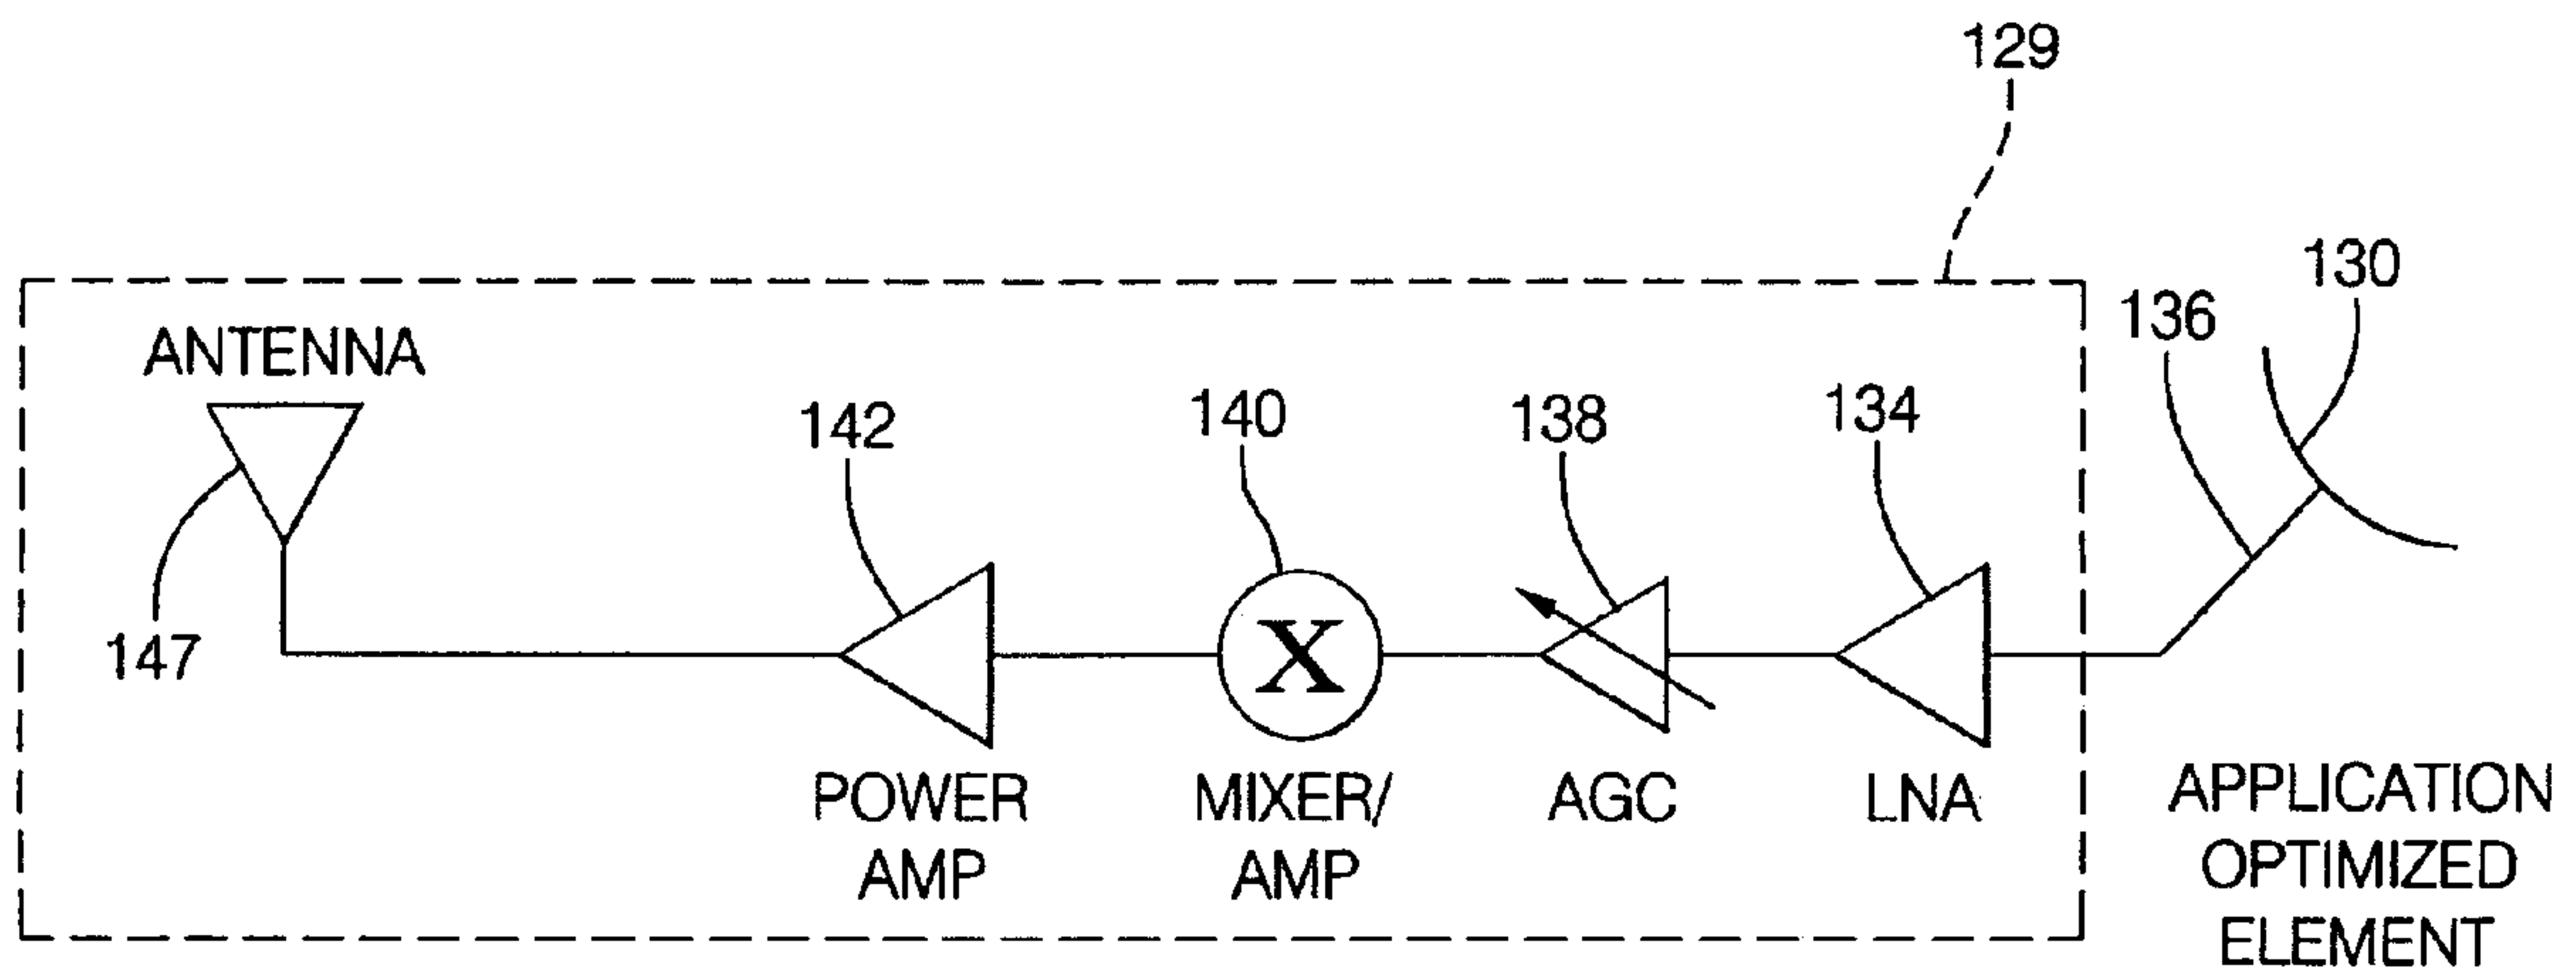 129
130
136
ANTENNA
142
140
138
134
147
POWER
AMP
MIXER/
AMP
AGC
LNA
X
APPLICATION
OPTIMIZED
ELEMENT